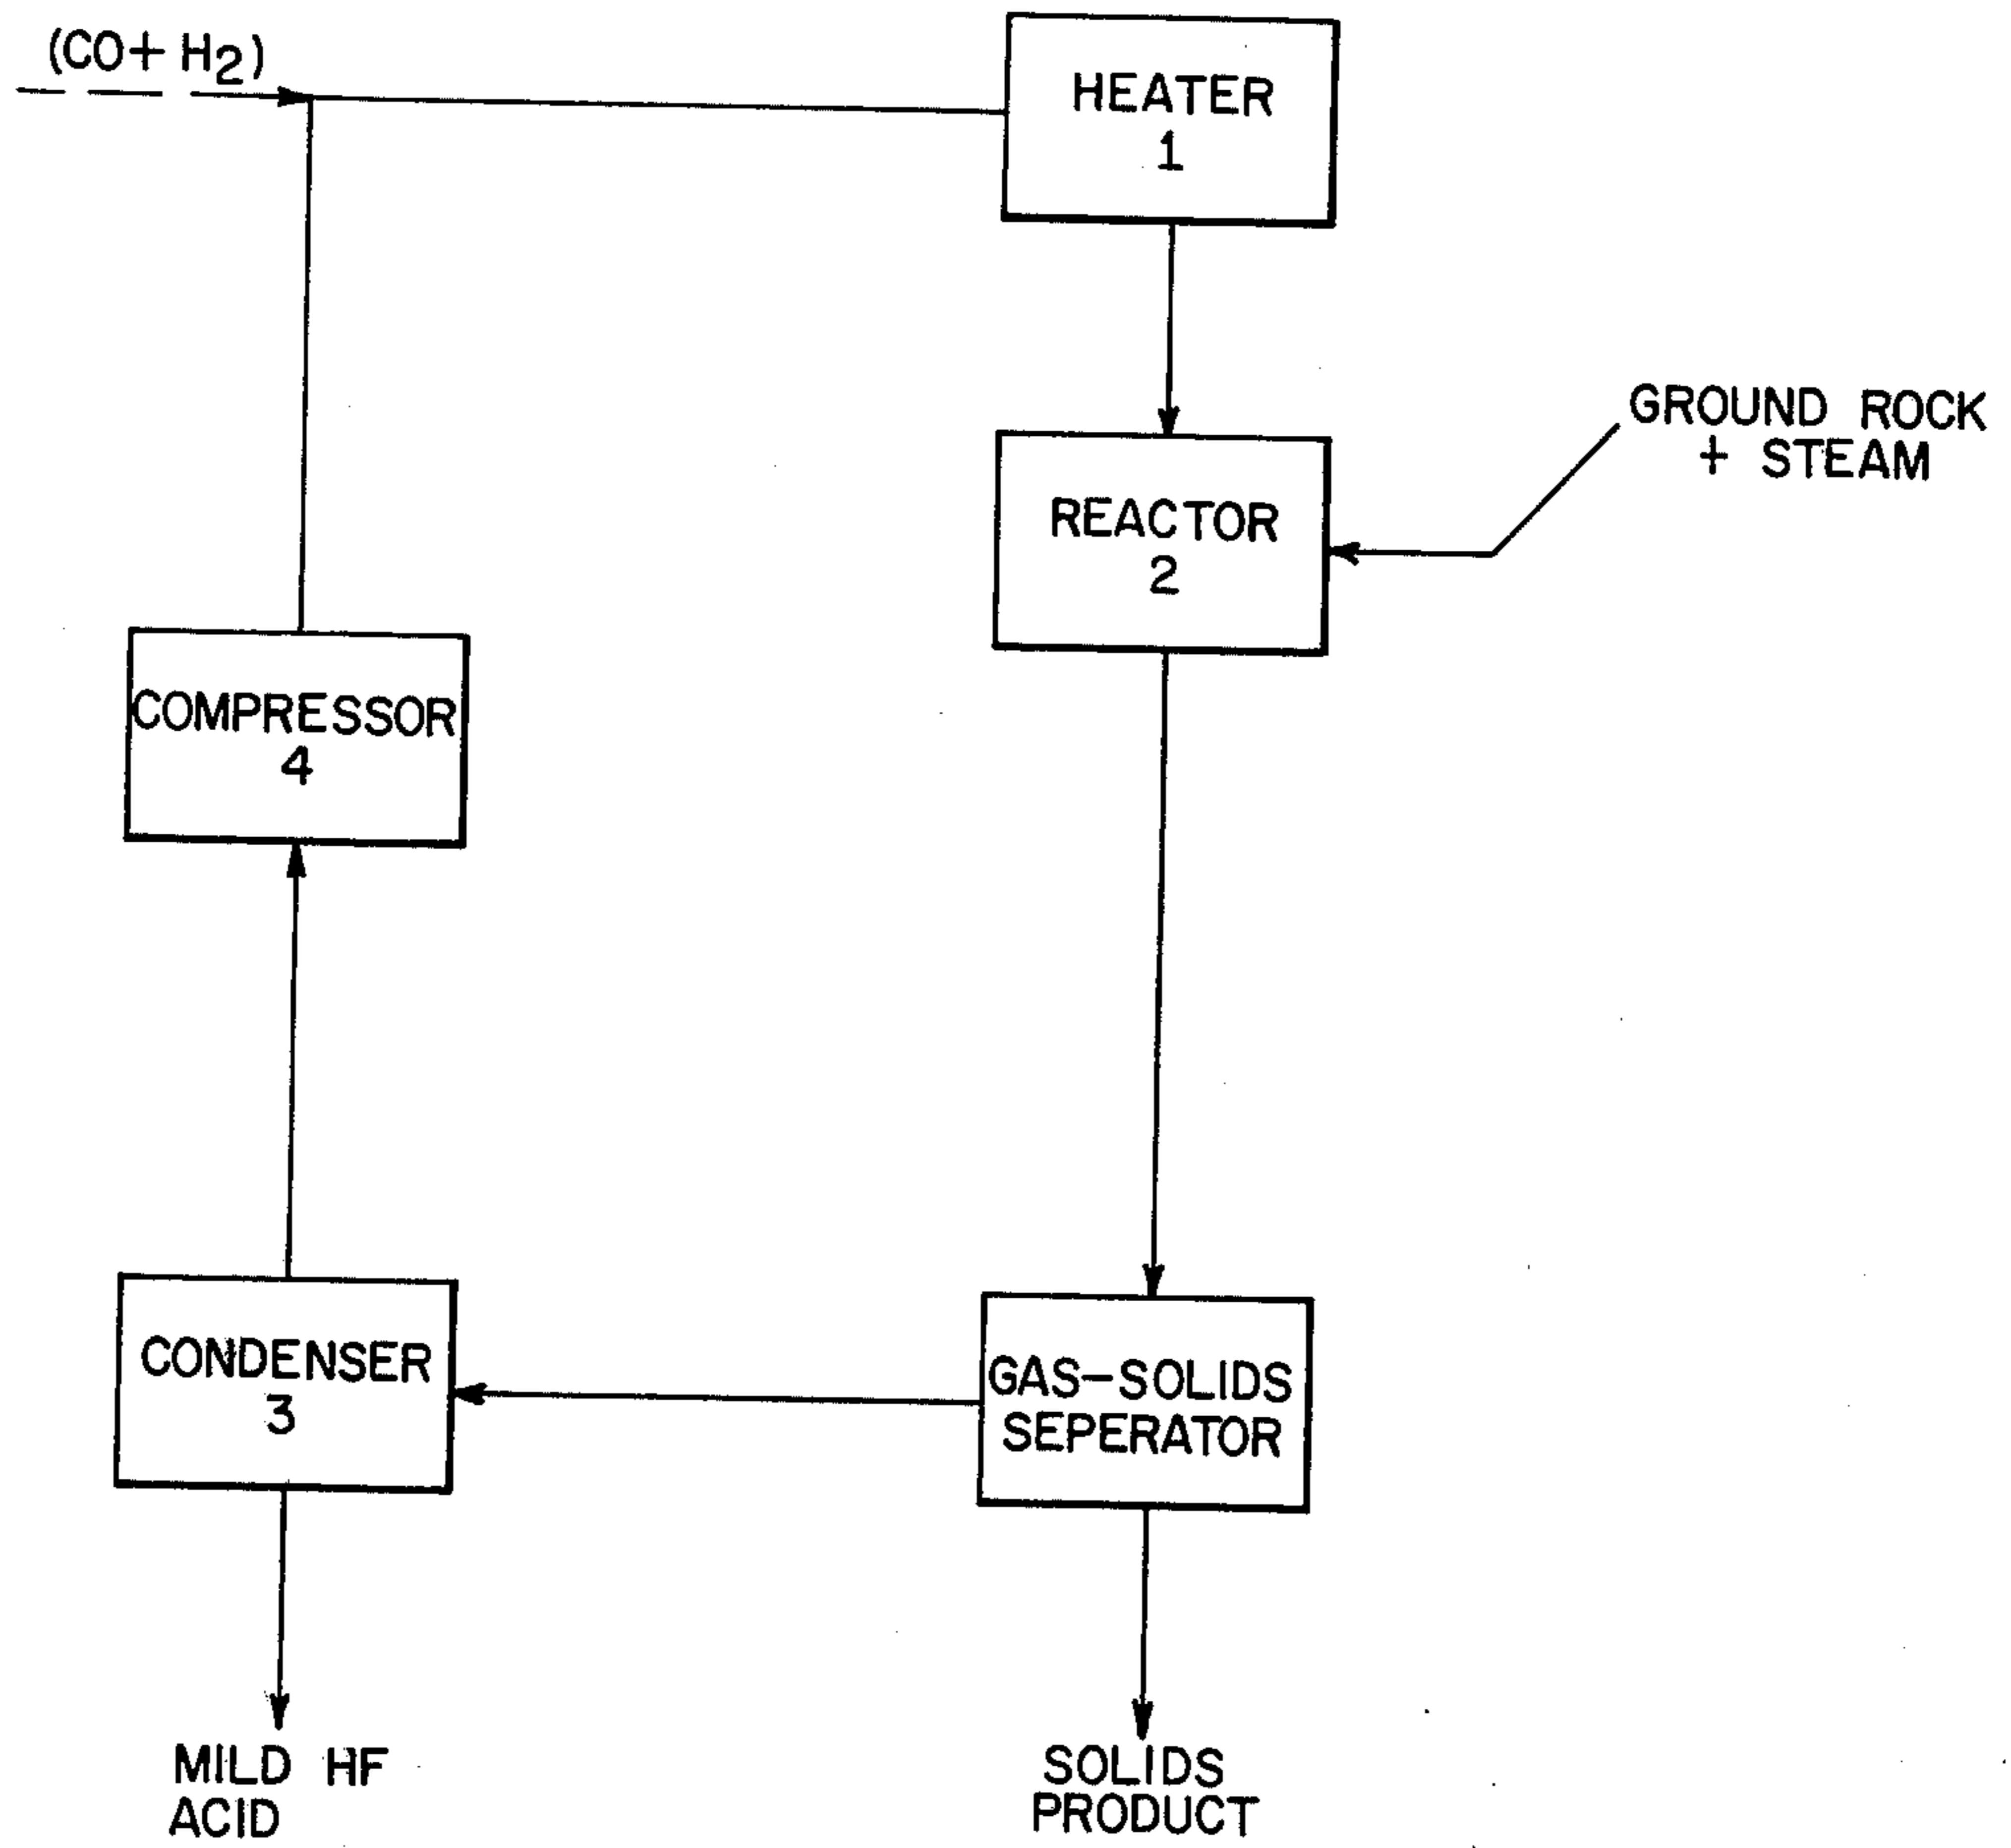 (CO+ H2)
HEATER
1
GROUND ROCK
+ STEAM
REACTOR
2
COMPRESSOR
4
CONDENSER
3
GAS-SOLIDS
SEPERATOR
MILD HF
ACID
SOLIDS
PRODUCT